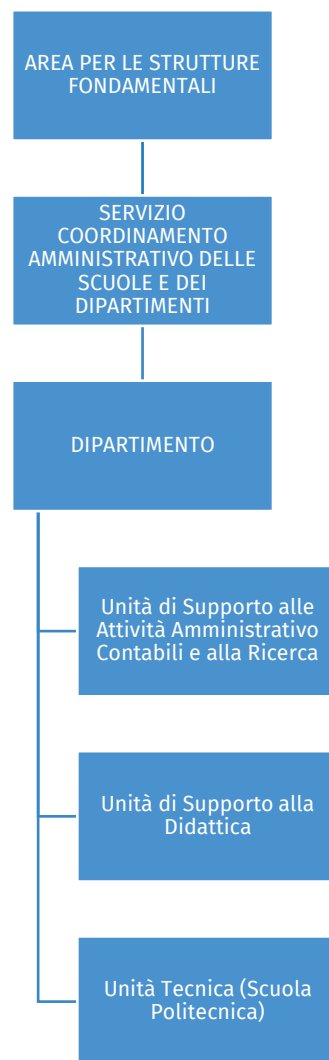 AREA PER LE STRUTTURE
FONDAMENTALI
SERVIZIO
COORDINAMENTO
AMMINISTRATIVO DELLE
SCUOLE E DEI
DIPARTIMENTI
DIPARTIMENTO
Unità di Supporto alle
Attività Amministrativo
Contabili e alla Ricerca
Unità di Supporto alla
Didattica
Unità Tecnica (Scuola
Politecnica)